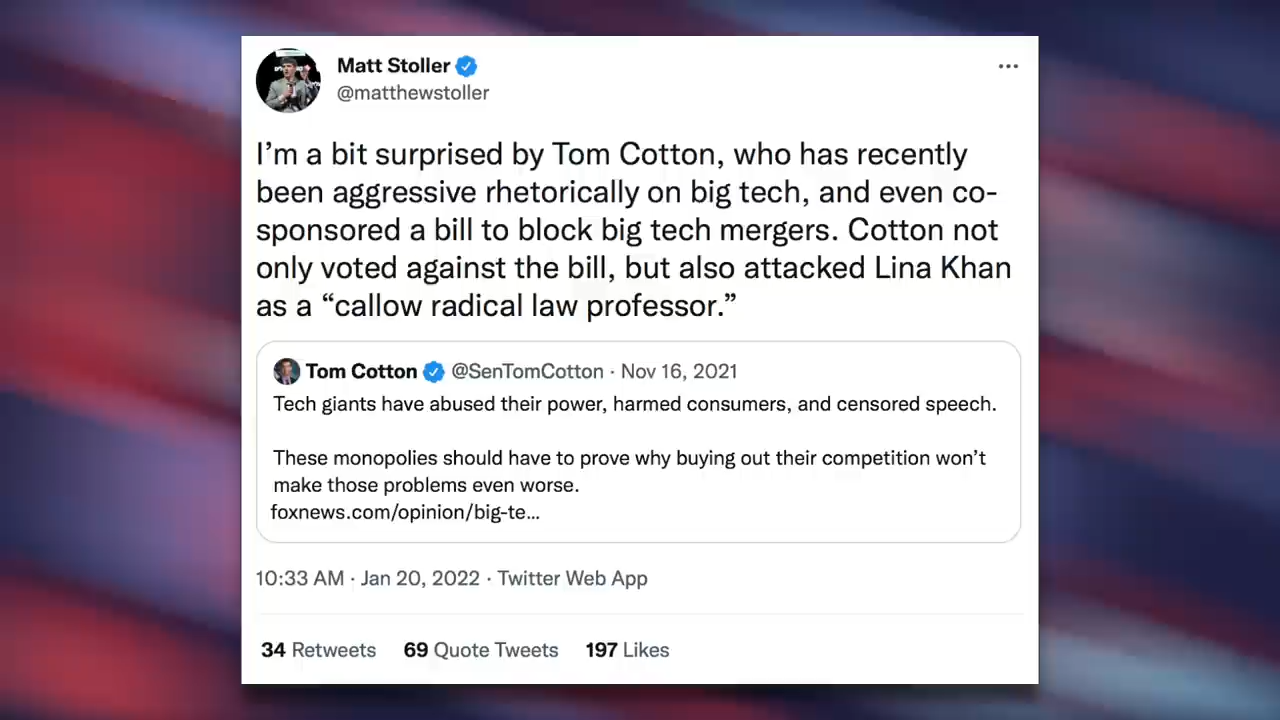 Matt Stoller
@matthewstoller
I’m a bit surprised by Tom Cotton, who has recently
been aggressive rhetorically on big tech, and even co-
sponsored a bill to block big tech mergers. Cotton not
only voted against the bill, but also attacked Lina Khan
as a “callow radical law professor.”
Tom Cotton @SenTomCotton · Nov 16, 2021
Tech giants have abused their power, harmed consumers, and censored speech.
These monopolies should have to prove why buying out their competition won’t
make those problems even worse.
foxnews.com/opinion/big-te...
10:33 AM · Jan 20, 2022 · Twitter Web App
34 Retweets 69 Quote Tweets 197 Likes